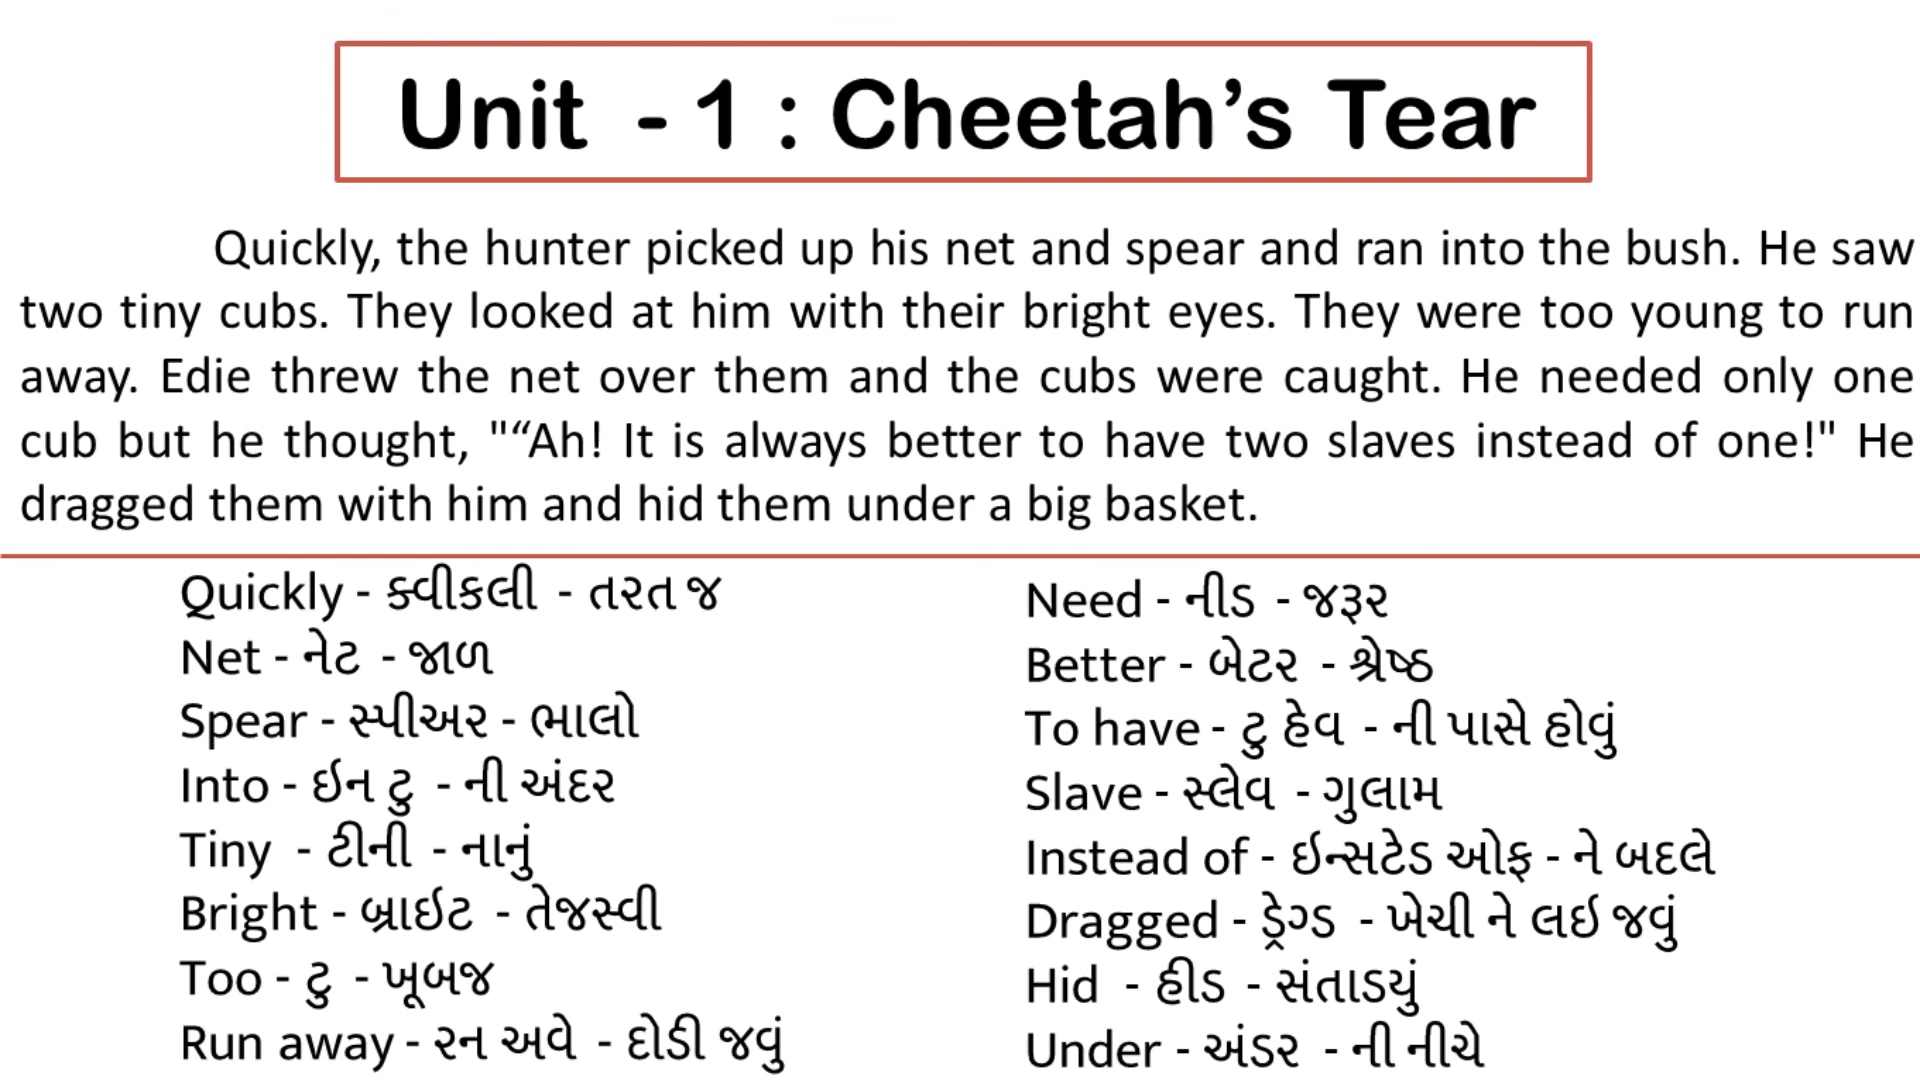 Unit - 1 : Cheetah’s Tear
Quickly, the hunter picked up his net and spear and ran into the bush. He saw
two tiny cubs. They looked at him with their bright eyes. They were too young to run
away. Edie threw the net over them and the cubs were caught. He needed only one
cub but he thought, "“Ah! It is always better to have two slaves instead of one!" He
dragged them with him and hid them under a big basket.
Quickly - ક્વીકલી - તરત જ
Net - નેટ - જાળ
Spear - સ્પીઅર - ભાલો
Into - ઇન ટુ - ની અંદર
Tiny - ટીની - નાનું
Bright - બ્રાઇટ - તેજસ્વી
Too - ટુ - ખૂબજ
Run away - રન અવે - દોડી જવું
Need - નીડ - જરૂર
Better - બેટર - શ્રેષ્ઠ
To have - ટુ હેવ - ની પાસે હોવું
Slave - સ્લેવ - ગુલામ
Instead of - ઇન્સટેડ ઓફ - ને બદલે
Dragged - ડ્રેગ્ડ - ખેચી ને લઇ જવું
Hid - હીડ - સંતાડયું
Under - અંડર - ની નીચે